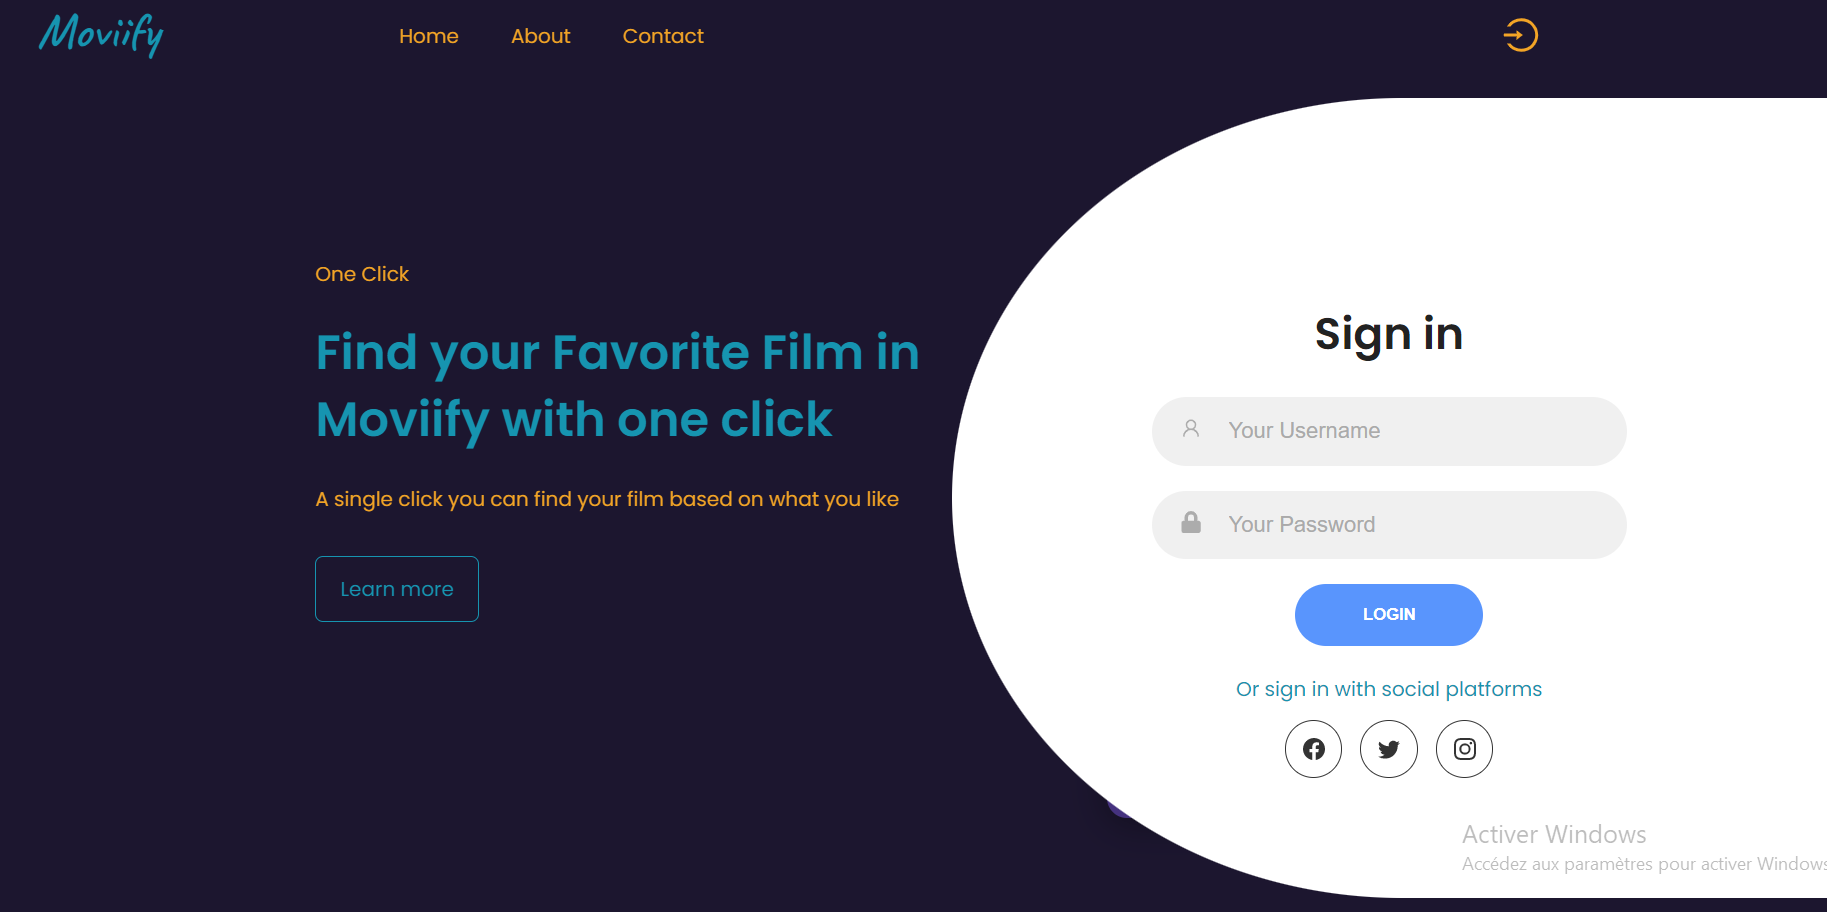 Moviify
Home
About
Contact
One Click
Find your Favorite Film in
Moviify with one click
A single click you can find your film based on what you like
Learn more
Sign in
Your Username
Your Password
LOGIN
Or sign in with social platforms
Activer Windows
Accédez aux paramètres pour activer Windows